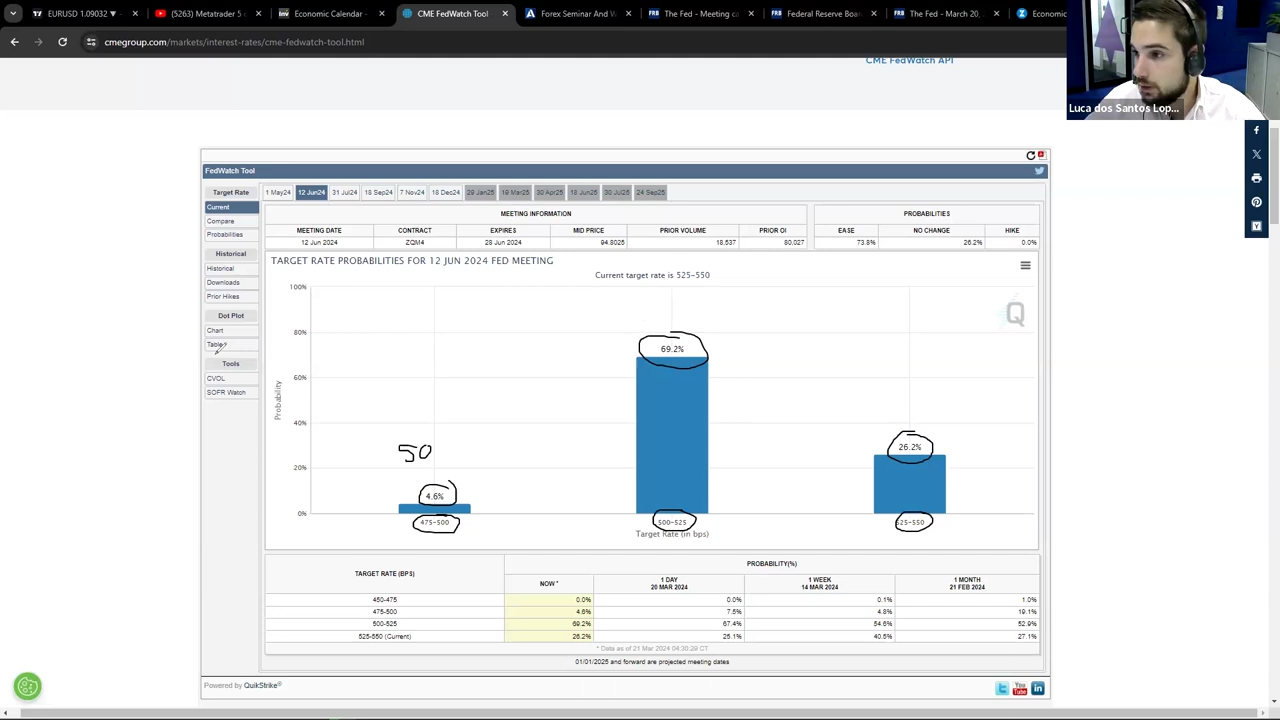 EURUSD 1.09032 ▼
(5263) Metatrader 5
Economic Calendar
CME FedWatch Tool
Forex Seminar And
The Fed - Meeting ca
Federal Reserve Boa
The Fed - March 20,
Economic
cmegroup.com/markets/interest-rates/cme-fedwatch-tool.html
CME FedWatch API
Luca dos Santos Lop...
FedWatch Tool
Target Rate
Current
Compare
Probabilities
Historical
Historical
Downloads
Prior Hikes
Dot Plot
Chart
Table
Tools
CVOL
SOFR Watch
1 May24 12 Jun24 31 Jul24 18 Sep24 7 Nov24 18 Dec24 29 Jan25 19 Mar25 30 Apr25 18 Jun25 30 Jul25 24 Sep25
MEETING INFORMATION
MEETING DATE CONTRACT EXPIRES MID PRICE PRIOR VOLUME PRIOR OI
12 Jun 2024 ZQM4 28 Jun 2024 94.8025 18,537 80,027
PROBABILITIES
EASE NO CHANGE HIKE
73.8% 26.2% 0.0%
TARGET RATE PROBABILITIES FOR 12 JUN 2024 FED MEETING
Current target rate is 525-550
Probability
100%
80%
60%
40%
20%
0%
69.2%
26.2%
50
4.6%
475-500 500-525 525-550
Target Rate (in bps)
TARGET RATE (BPS) PROBABILITY(%)
NOW * 1 DAY 1 WEEK 1 MONTH
20 MAR 2024 14 MAR 2024 21 FEB 2024
450-475 0.0% 0.0% 0.1% 1.0%
475-500 4.6% 7.5% 4.8% 19.1%
500-525 69.2% 67.4% 54.6% 52.9%
525-550 (Current) 26.2% 25.1% 40.5% 27.1%
* Data as of 21 Mar 2024 04:30:29 CT
01/01/2025 and forward are projected meeting dates
Powered by QuikStrike®